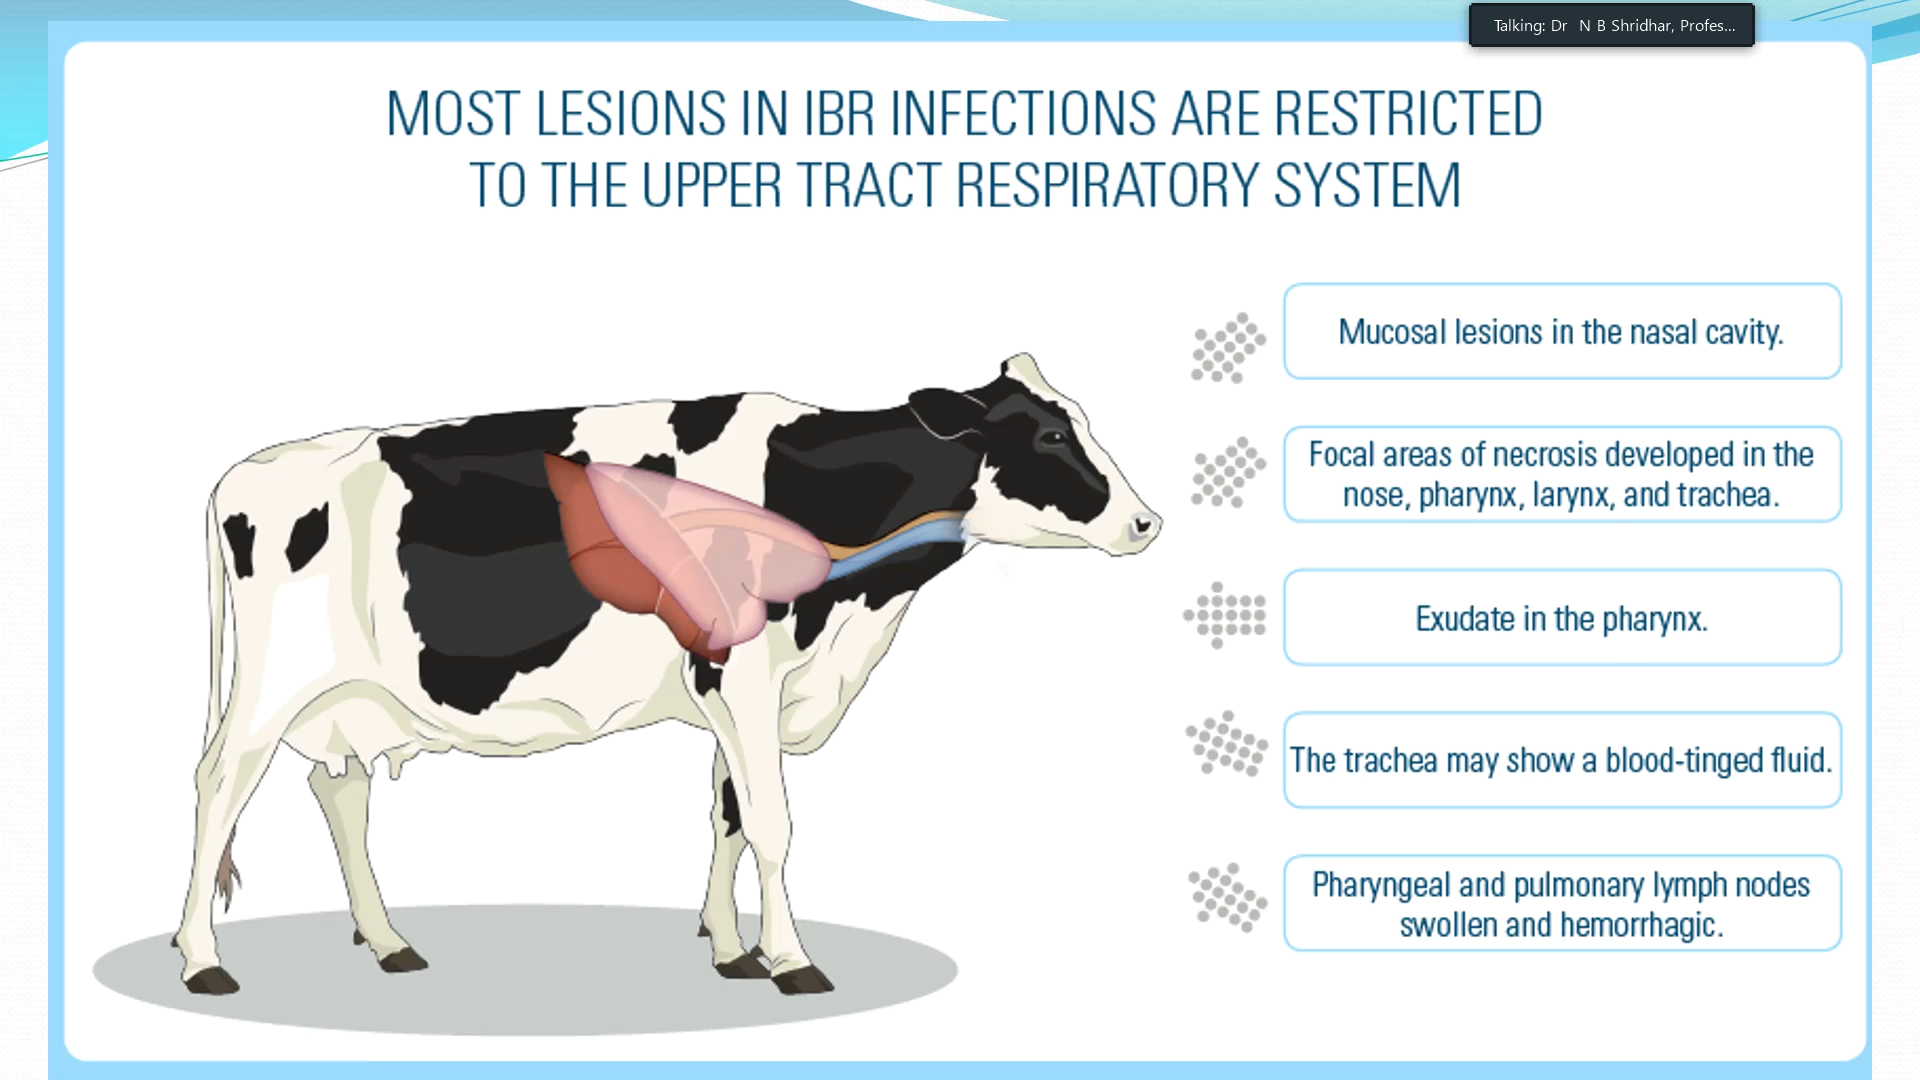 Talking: Dr N B Shridhar, Profes...
MOST LESIONS IN IBR INFECTIONS ARE RESTRICTED
TO THE UPPER TRACT RESPIRATORY SYSTEM
Mucosal lesions in the nasal cavity.
Focal areas of necrosis developed in the
nose, pharynx, larynx, and trachea.
Exudate in the pharynx.
The trachea may show a blood-tinged fluid.
Pharyngeal and pulmonary lymph nodes
swollen and hemorrhagic.